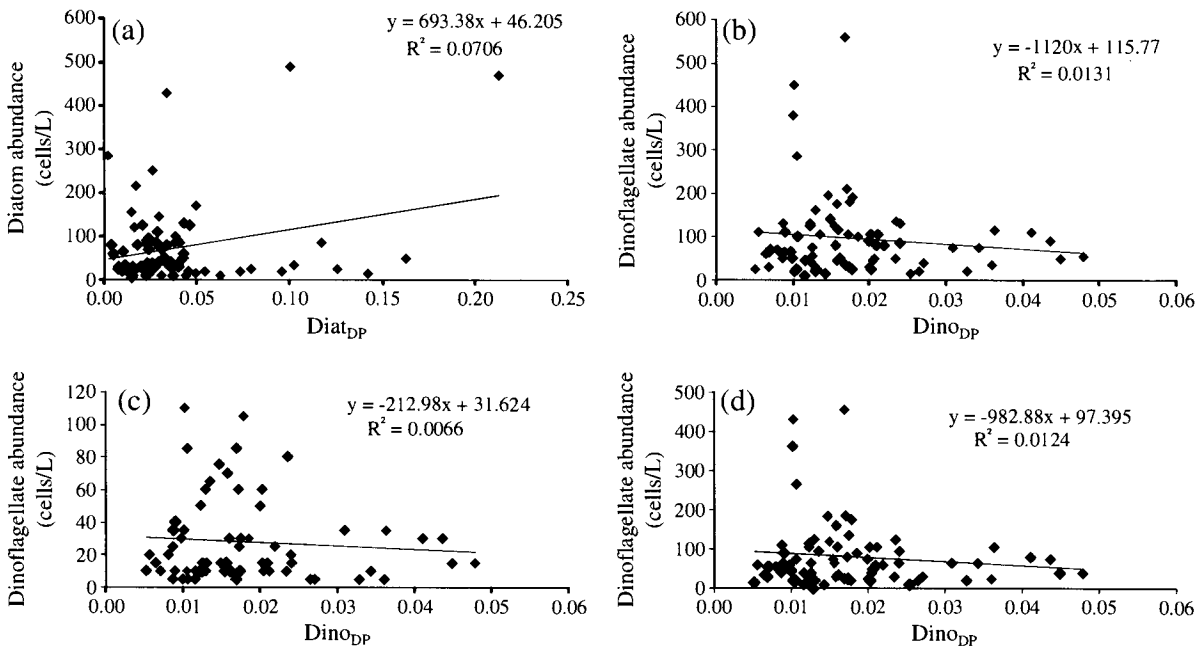 (a)
y = 693.38x + 46.205
R² = 0.0706
Diatom abundance
(cells/L)
600
500
400
300
200
100
0
0.00 0.05 0.10 0.15 0.20 0.25
Diat_DP
(b)
y = -1120x + 115.77
R² = 0.0131
Dinoflagellate abundance
(cells/L)
600
500
400
300
200
100
0
0.00 0.01 0.02 0.03 0.04 0.05 0.06
Dino_DP
(c)
y = -212.98x + 31.624
R² = 0.0066
Dinoflagellate abundance
(cells/L)
120
100
80
60
40
20
0
0.00 0.01 0.02 0.03 0.04 0.05 0.06
Dino_DP
(d)
y = -982.88x + 97.395
R² = 0.0124
Dinoflagellate abundance
(cells/L)
500
400
300
200
100
0
0.00 0.01 0.02 0.03 0.04 0.05 0.06
Dino_DP